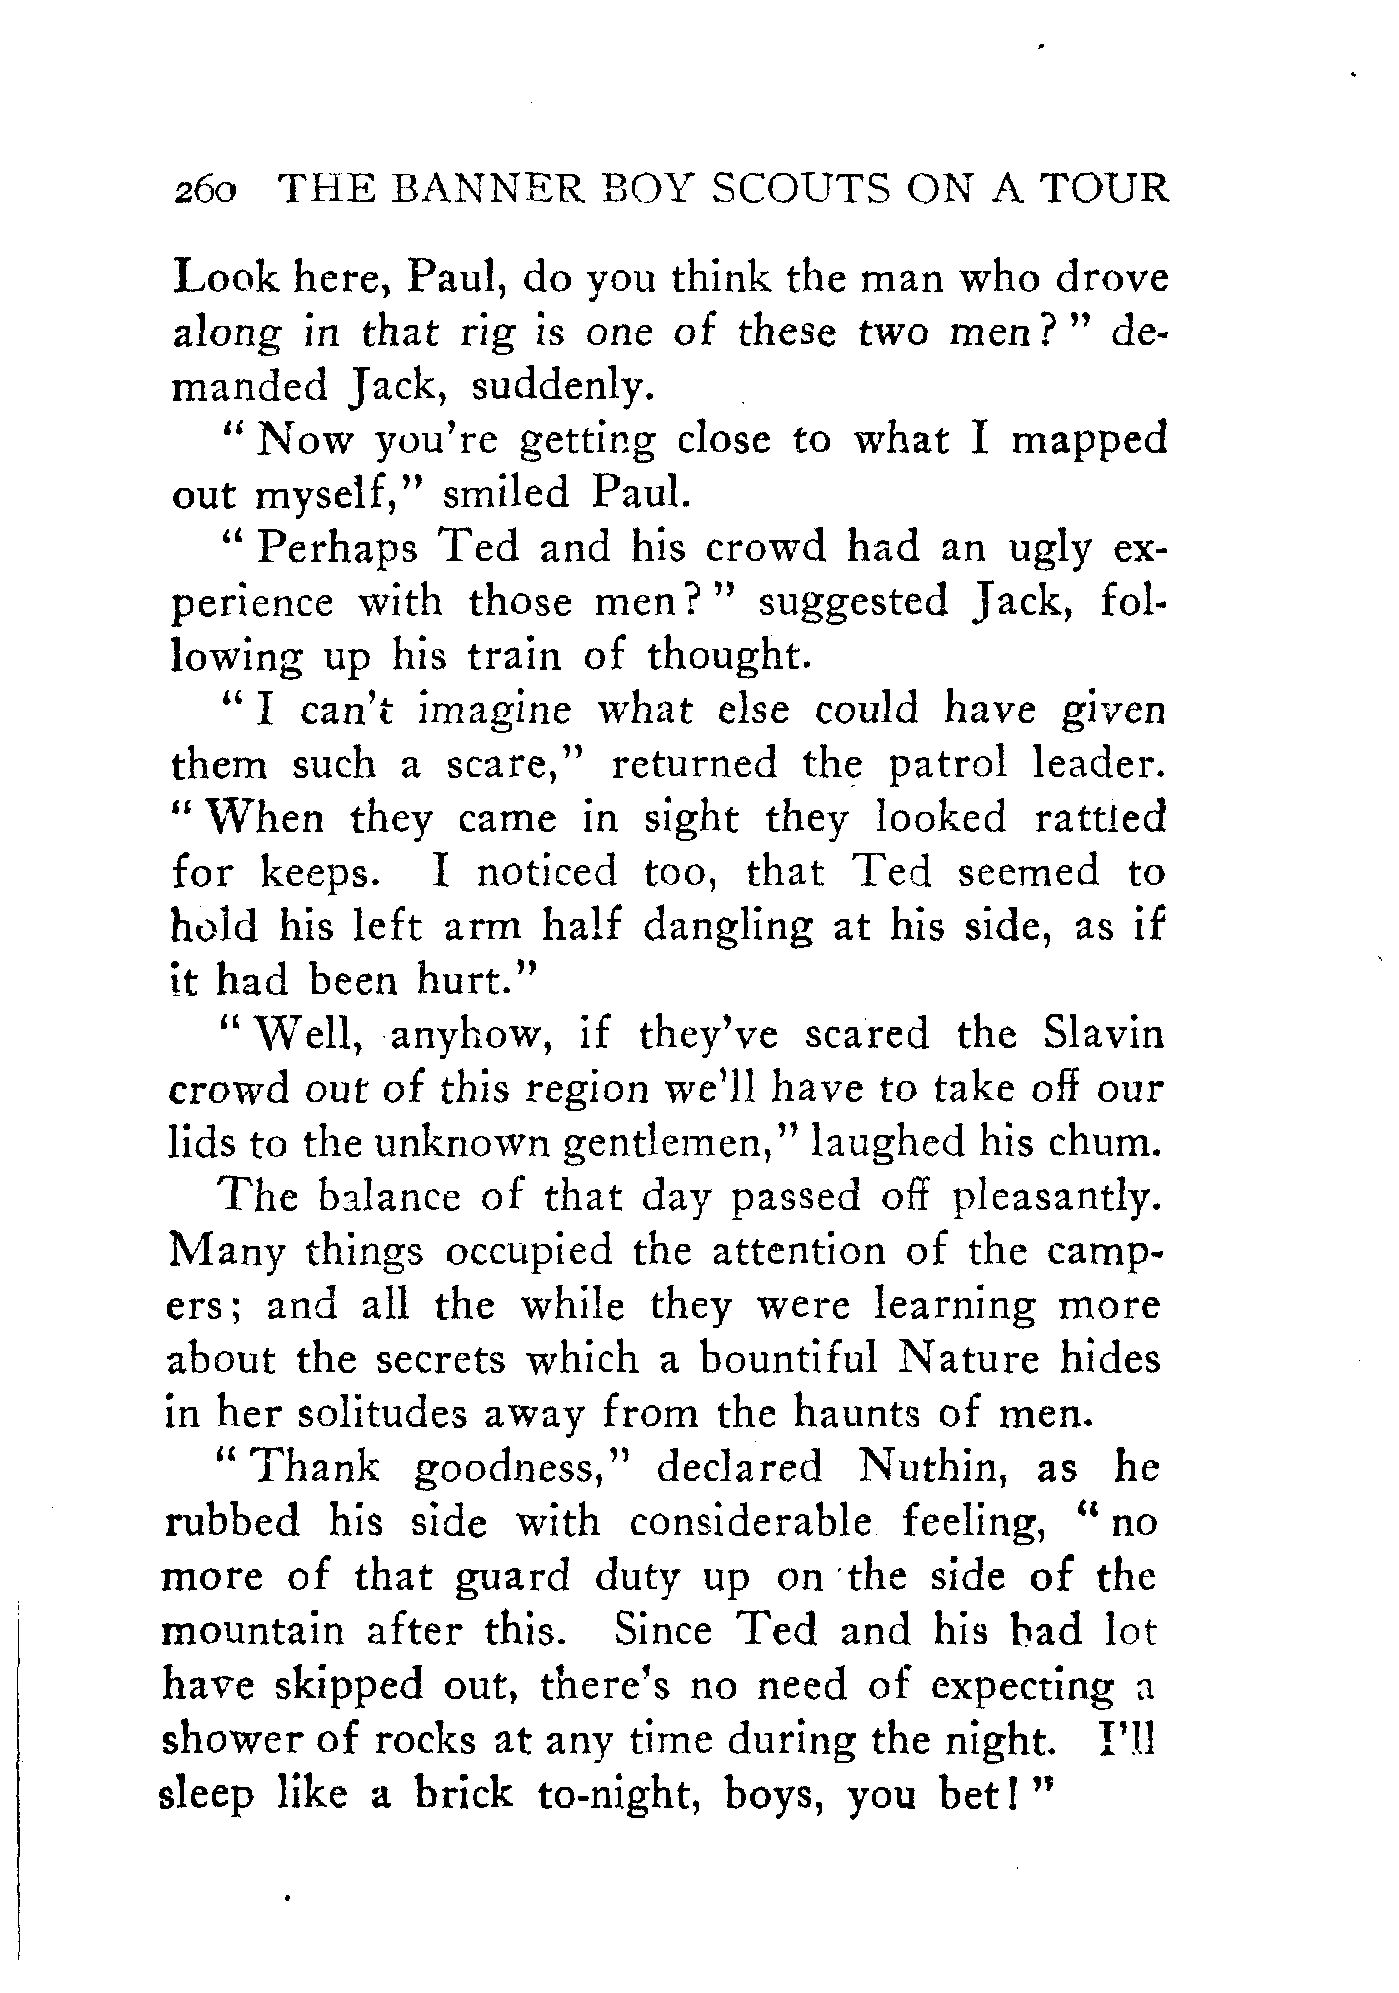 260 THE BANNER BOY SCOUTS ON A TOUR
Look here, Paul, do you think the man who drove
along in that rig is one of these two men?" de-
manded Jack, suddenly.
"Now you're getting close to what I mapped
out myself," smiled Paul.
"Perhaps Ted and his crowd had an ugly ex-
perience with those men?" suggested Jack, fol-
lowing up his train of thought.
"I can't imagine what else could have given
them such a scare," returned the patrol leader.
"When they came in sight they looked rattled
for keeps. I noticed too, that Ted seemed to
hold his left arm half dangling at his side, as if
it had been hurt."
"Well, anyhow, if they've scared the Slavin
crowd out of this region we'll have to take off our
lids to the unknown gentlemen," laughed his chum.
The balance of that day passed off pleasantly.
Many things occupied the attention of the camp-
ers; and all the while they were learning more
about the secrets which a bountiful Nature hides
in her solitudes away from the haunts of men.
"Thank goodness," declared Nuthin, as he
rubbed his side with considerable feeling, "no
more of that guard duty up on the side of the
mountain after this. Since Ted and his bad lot
have skipped out, there's no need of expecting a
shower of rocks at any time during the night. I'll
sleep like a brick to-night, boys, you bet!"